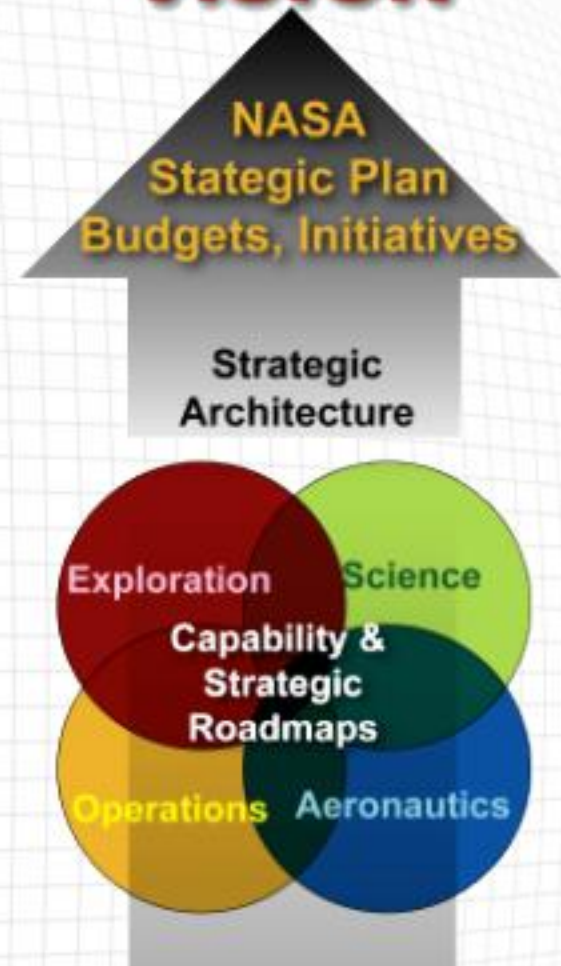 NASA
Stategic Plan
Budgets, Initiatives
Strategic
Architecture
Exploration
Science
Capability &
Strategic
Roadmaps
Operations
Aeronautics